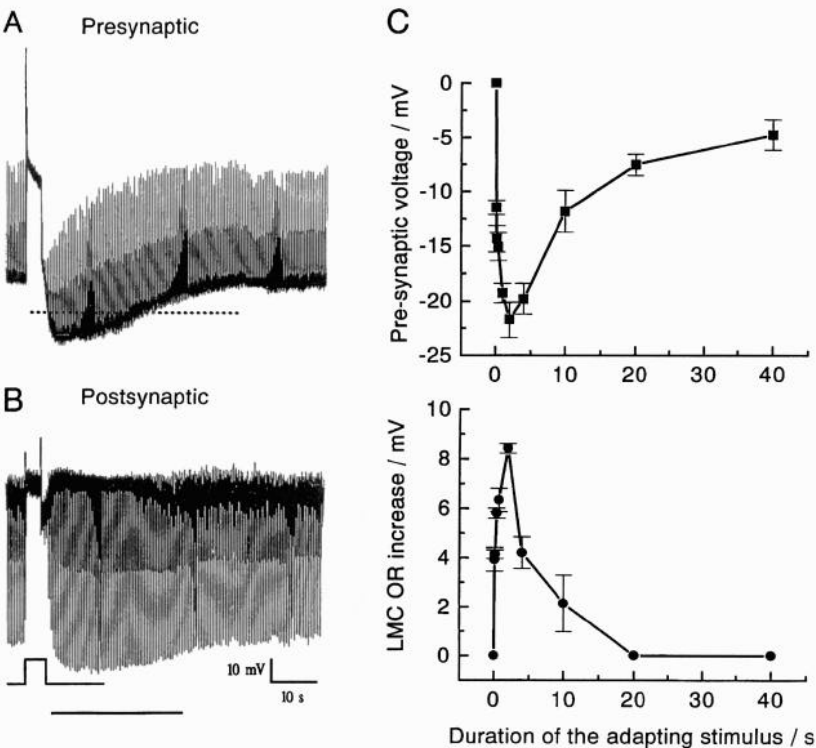 A
Presynaptic
B
Postsynaptic
10 mV
10 s
C
Pre-synaptic voltage / mV
0
-5
-10
-15
-20
-25
0
10
20
30
40
LMC OR increase / mV
10
8
6
4
2
0
0
10
20
30
40
Duration of the adapting stimulus / s